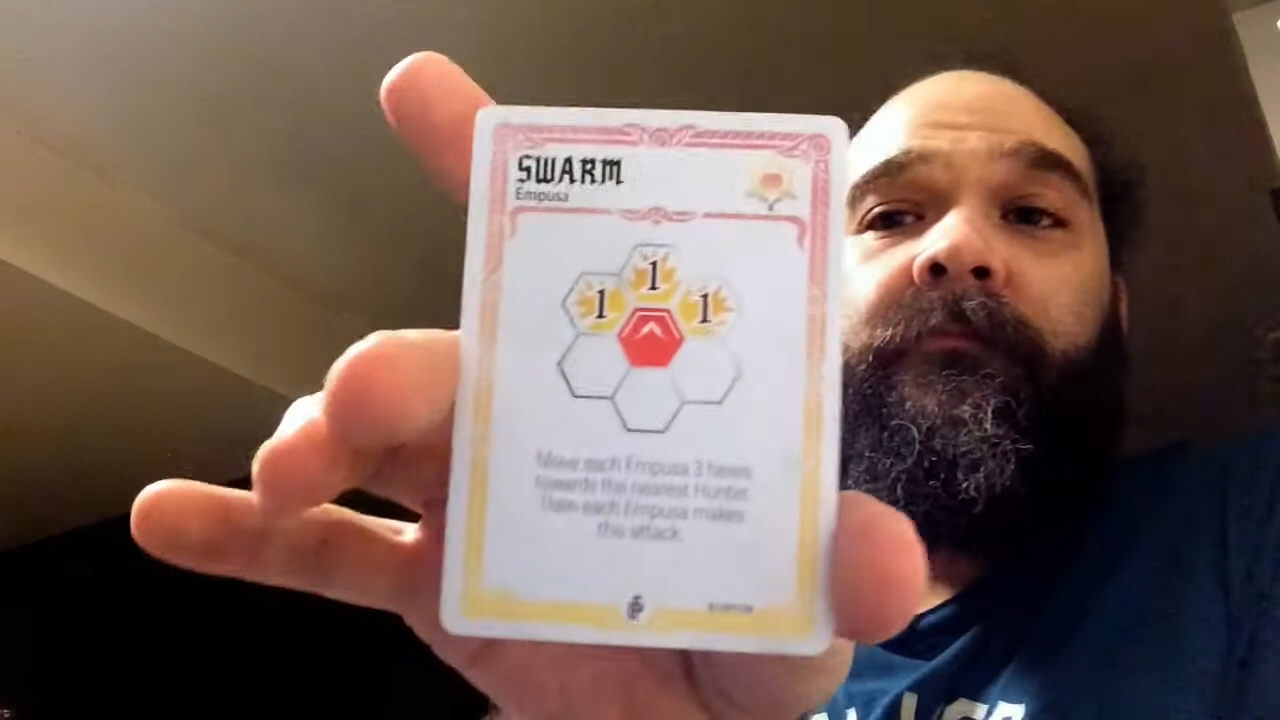 SWARM
Empusa
1
1 1
Move each Empusa 3 hexes
towards the nearest Hunter.
Then each Empusa makes
this attack.